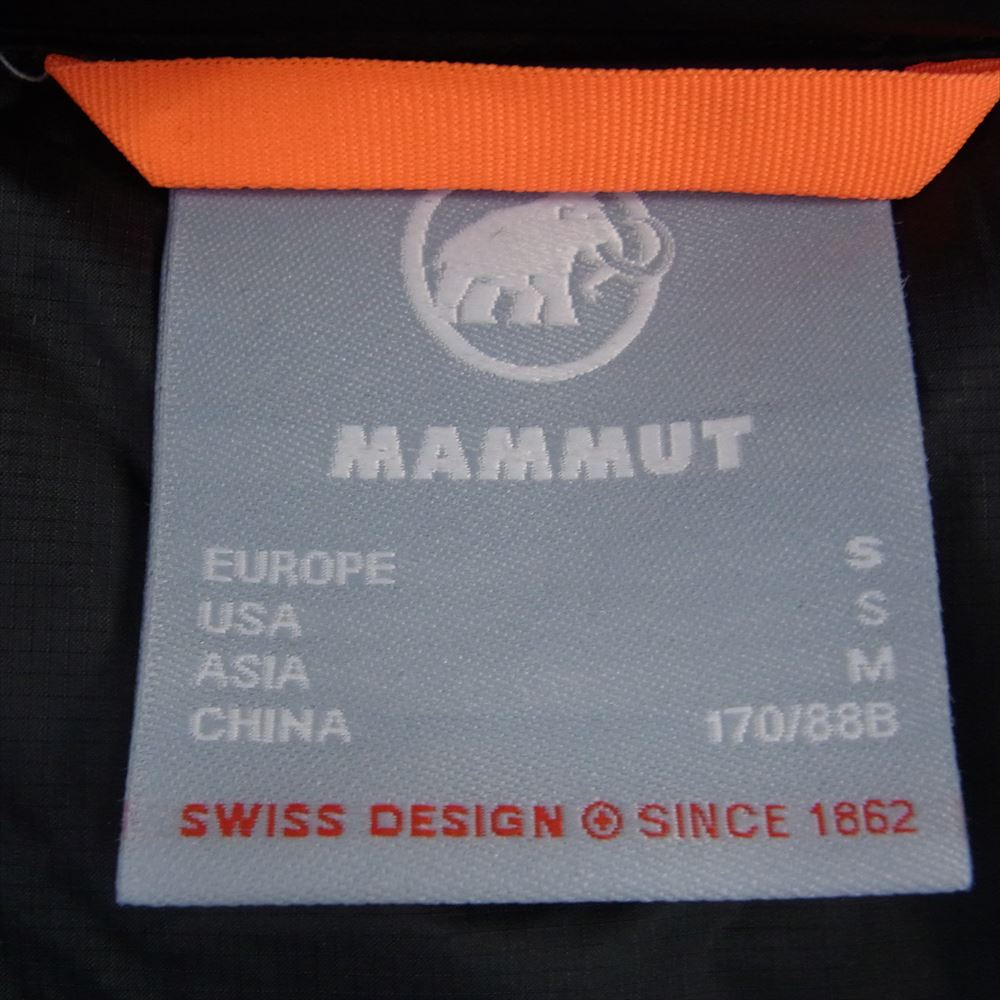 MAMMUT
EUROPE S
USA S
ASIA M
CHINA 170/88B
SWISS DESIGN SINCE 1862